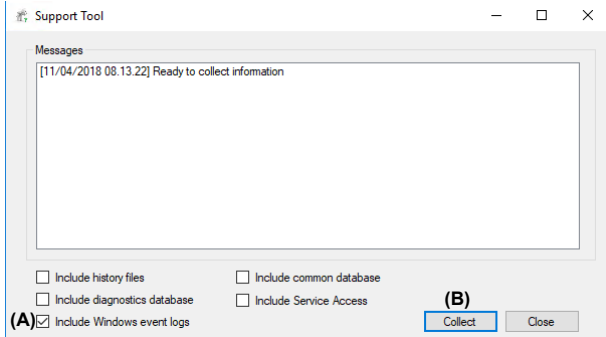 Support Tool
Messages
[11/04/2018 08.13.22] Ready to collect information
Include history files
Include common database
Include diagnostics database
Include Service Access
(B)
(A) Include Windows event logs
Collect
Close